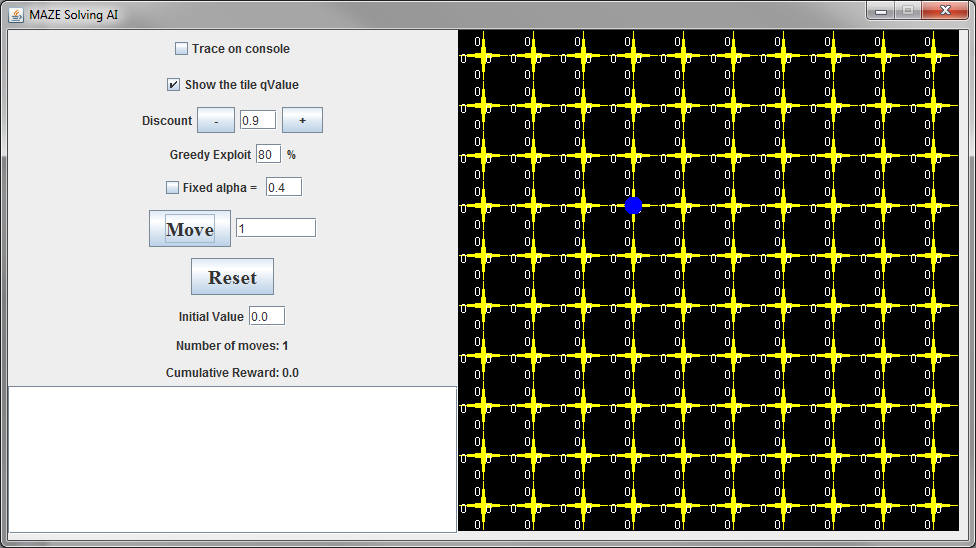 MAZE Solving AI
Trace on console
Show the tile qValue
Discount - 0.9 +
Greedy Exploit 80 %
Fixed alpha = 0.4
Move 1
Reset
Initial Value 0.0
Number of moves: 1
Cumulative Reward: 0.0
0 0 0 0 0 0 0 0 0 0
0 0 0 0 0 0 0 0 0 0 0 0 0 0 0 0 0 0 0 0
0 0 0 0 0 0 0 0 0 0
0 0 0 0 0 0 0 0 0 0
0 0 0 0 0 0 0 0 0 0 0 0 0 0 0 0 0 0 0 0
0 0 0 0 0 0 0 0 0 0
0 0 0 0 0 0 0 0 0 0
0 0 0 0 0 0 0 0 0 0 0 0 0 0 0 0 0 0 0 0
0 0 0 0 0 0 0 0 0 0
0 0 0 0 0 0 0 0 0 0
0 0 0 0 0 0 0 0 0 0 0 0 0 0 0 0 0 0 0
0 0 0 0 0 0 0 0 0 0
0 0 0 0 0 0 0 0 0 0
0 0 0 0 0 0 0 0 0 0 0 0 0 0 0 0 0 0 0 0
0 0 0 0 0 0 0 0 0 0
0 0 0 0 0 0 0 0 0 0
0 0 0 0 0 0 0 0 0 0 0 0 0 0 0 0 0 0 0 0
0 0 0 0 0 0 0 0 0 0
0 0 0 0 0 0 0 0 0 0
0 0 0 0 0 0 0 0 0 0 0 0 0 0 0 0 0 0 0 0
0 0 0 0 0 0 0 0 0 0
0 0 0 0 0 0 0 0 0 0
0 0 0 0 0 0 0 0 0 0 0 0 0 0 0 0 0 0 0 0
0 0 0 0 0 0 0 0 0 0
0 0 0 0 0 0 0 0 0 0
0 0 0 0 0 0 0 0 0 0 0 0 0 0 0 0 0 0 0 0
0 0 0 0 0 0 0 0 0 0
0 0 0 0 0 0 0 0 0 0
0 0 0 0 0 0 0 0 0 0 0 0 0 0 0 0 0 0 0 0
0 0 0 0 0 0 0 0 0 0